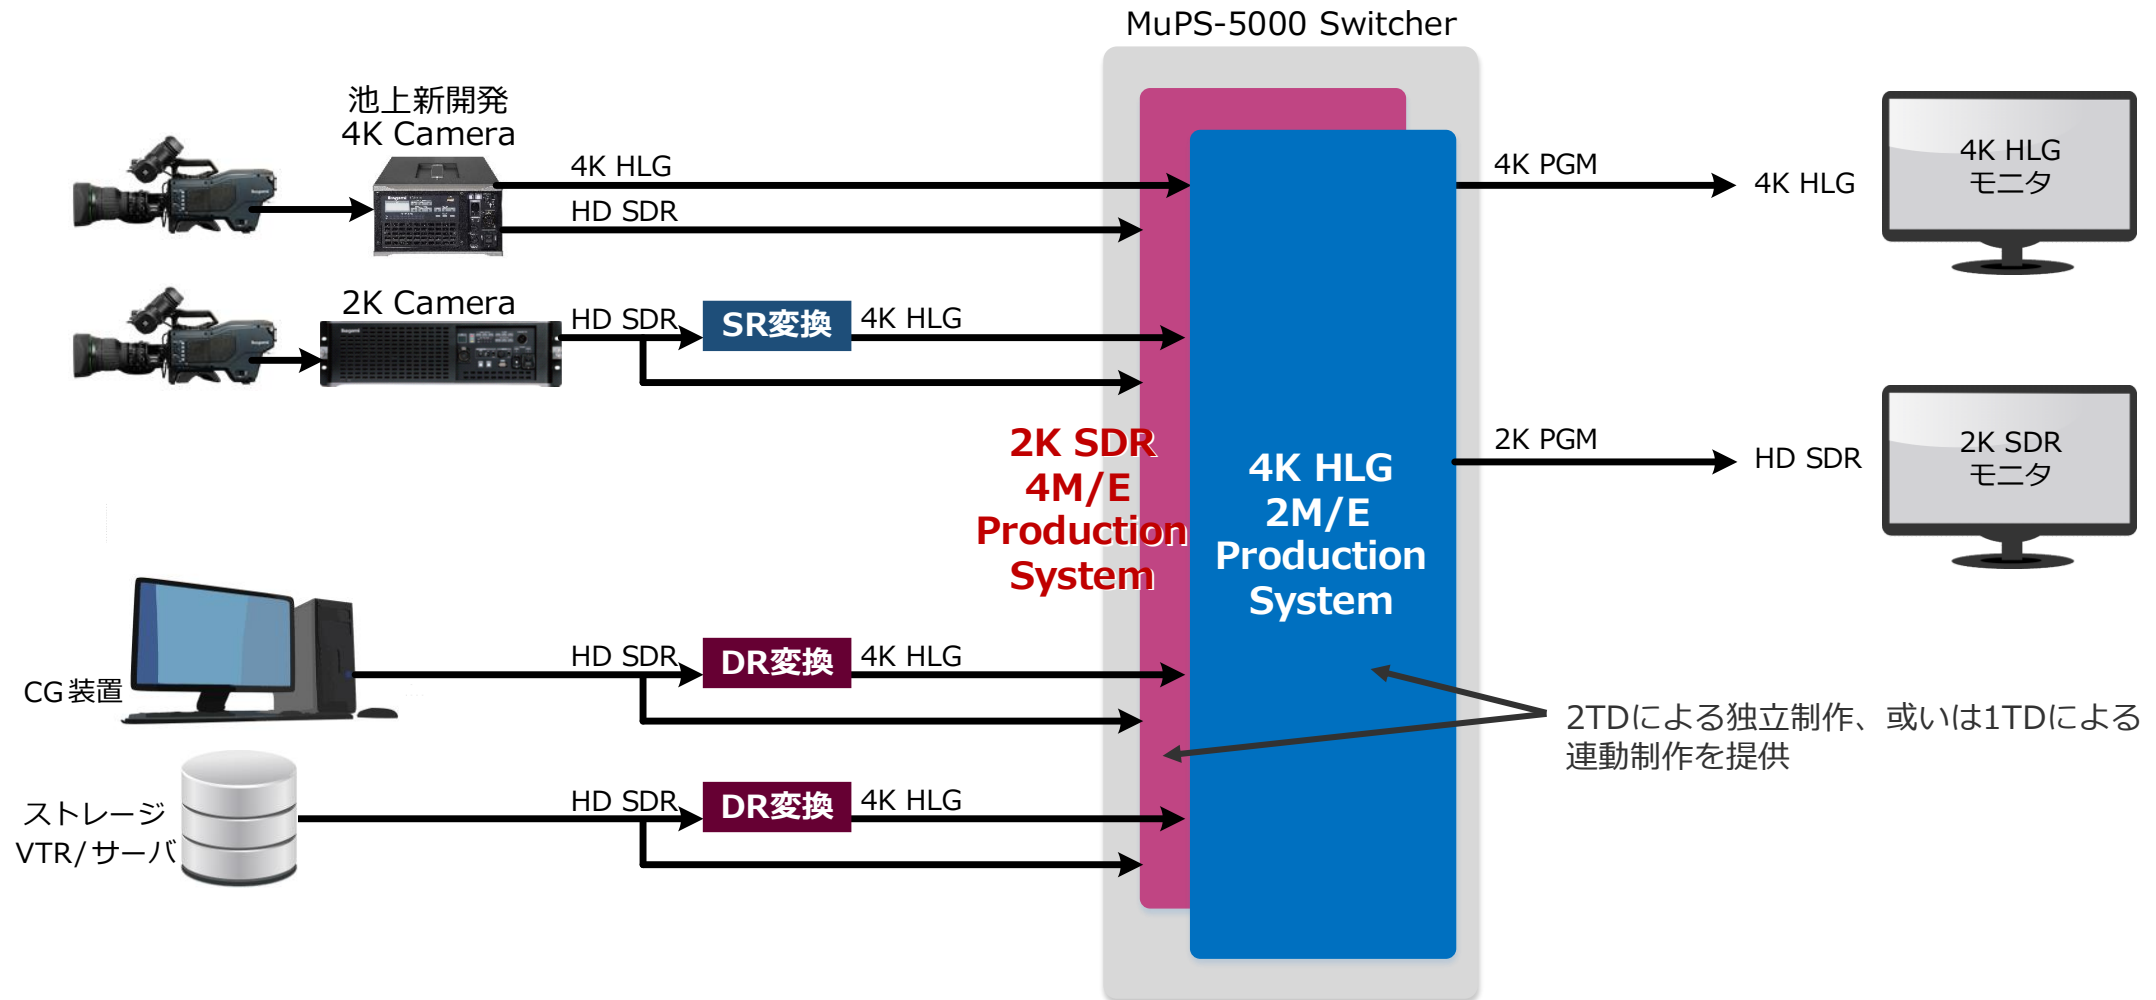 MuPS-5000 Switcher
池上新開発
4K Camera
4K HLG
HD SDR
4K PGM
4K HLG
4K HLG
モニタ
2K Camera
HD SDR
SR変換
4K HLG
2K SDR
4M/E
Production
System
4K HLG
2M/E
Production
System
2K PGM
HD SDR
2K SDR
モニタ
CG装置
HD SDR
DR変換
4K HLG
2TDによる独立制作、或いは1TDによる
連動制作を提供
ストレージ
VTR/サーバ
HD SDR
DR変換
4K HLG